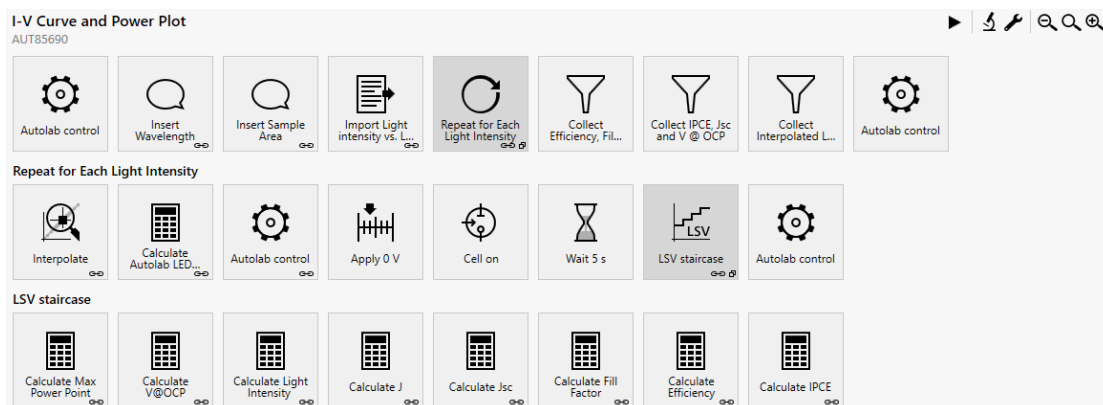 I-V Curve and Power Plot
AUT85690
Autolab control
Insert
Wavelength
Insert Sample
Area
Import Light
intensity vs. L...
Repeat for Each
Light Intensity
Collect
Efficiency, Fil...
Collect IPCE, Jsc
and V @ OCP
Collect
Interpolated L...
Autolab control
Repeat for Each Light Intensity
Interpolate
Calculate
Autolab LED...
Autolab control
Apply 0 V
Cell on
Wait 5 s
LSV
LSV staircase
Autolab control
LSV staircase
Calculate Max
Power Point
Calculate
V@OCP
Calculate Light
Intensity
Calculate J
Calculate Jsc
Calculate Fill
Factor
Calculate
Efficiency
Calculate IPCE